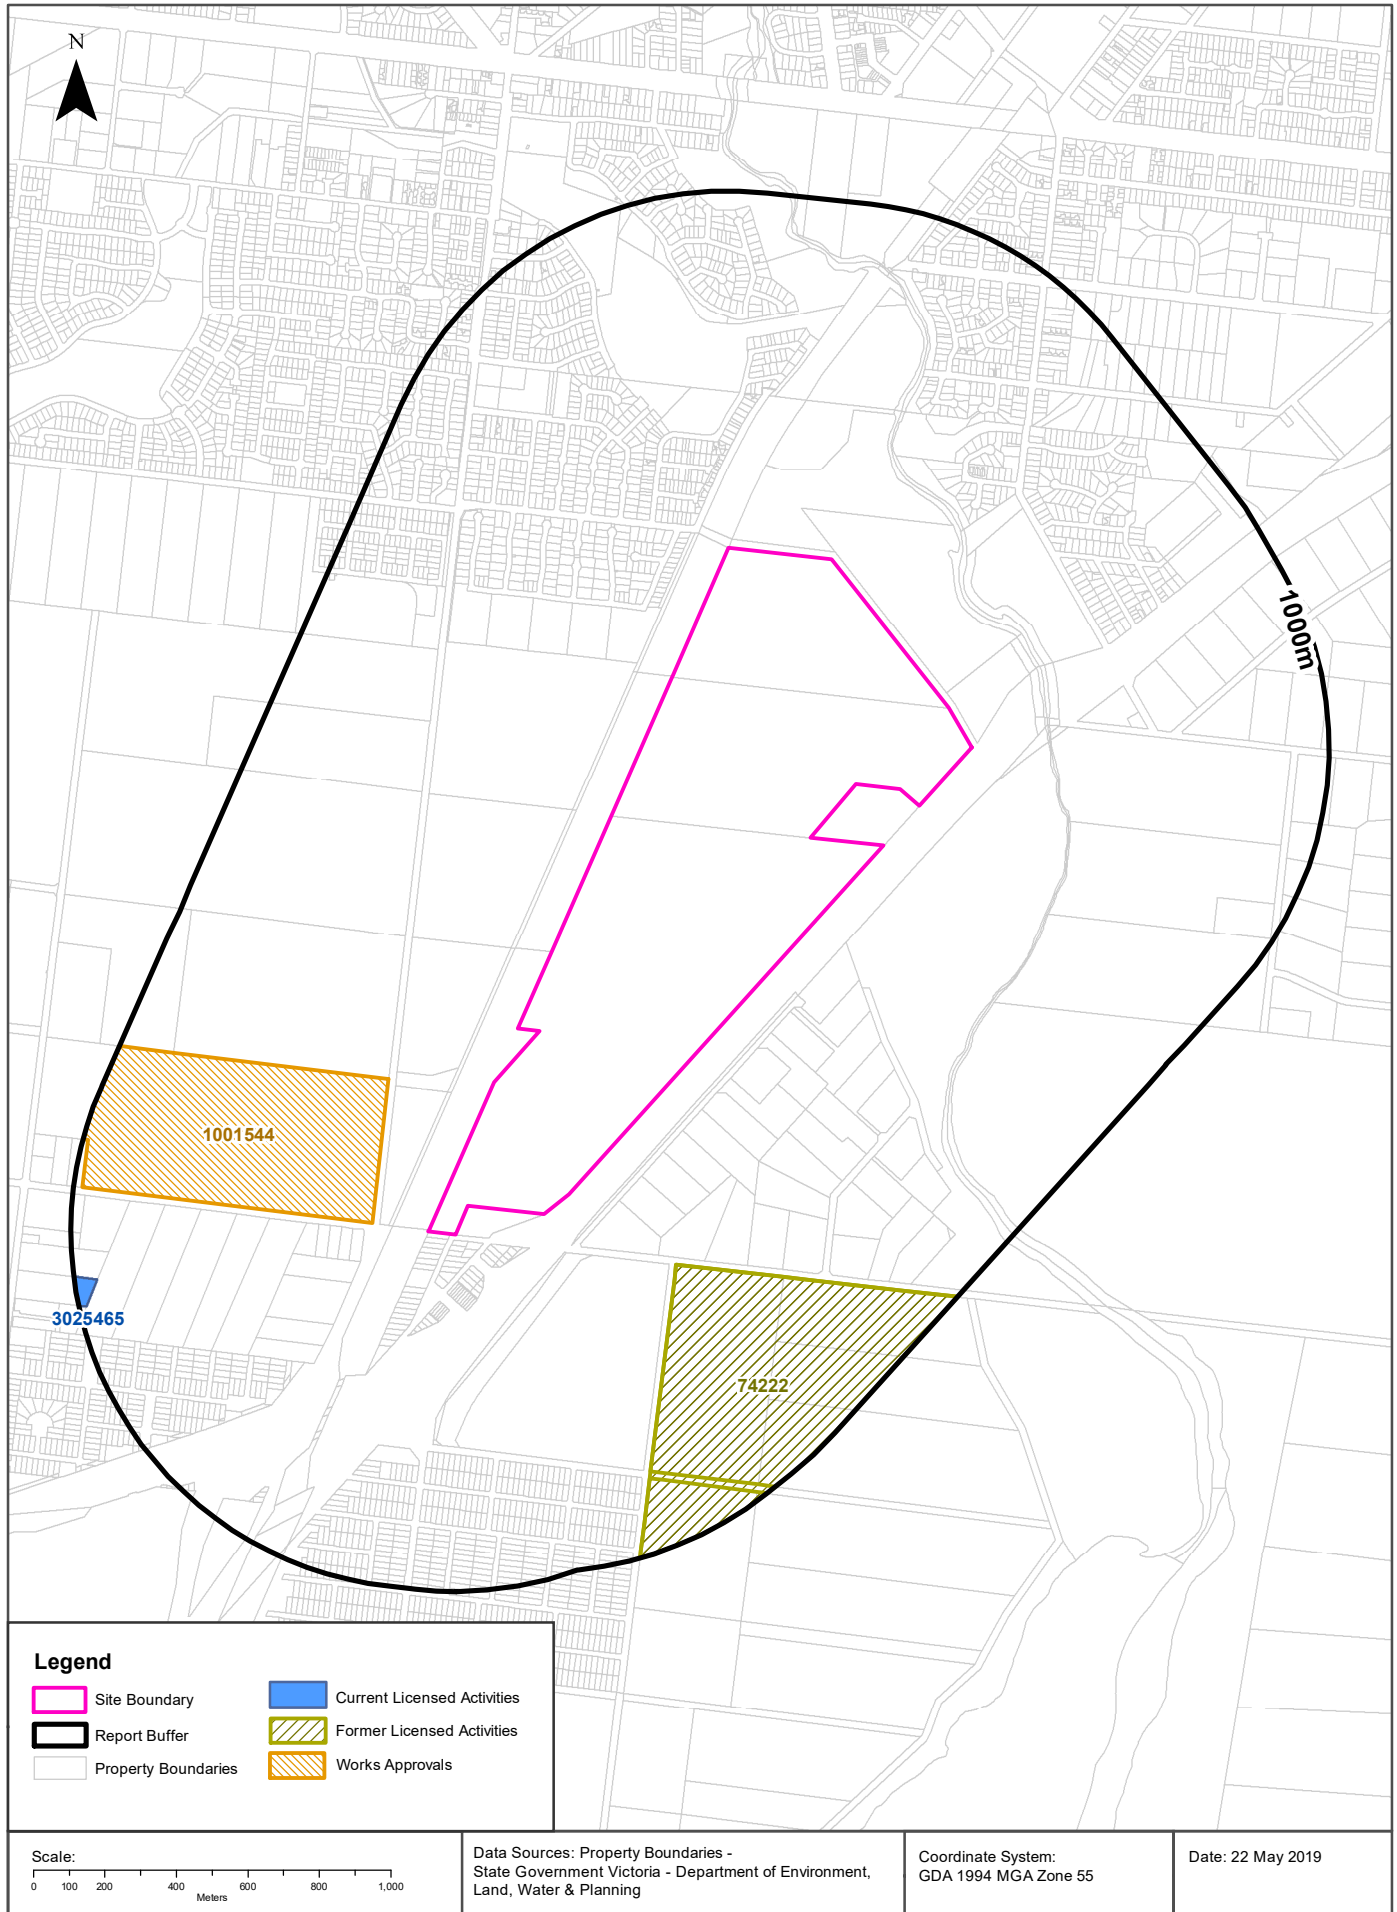 N
1000m
1001544
3025465
74222
Legend
Site Boundary
Report Buffer
Property Boundaries
Current Licensed Activities
Former Licensed Activities
Works Approvals
Scale:
0 100 200 400 600 800 1,000
Meters
Data Sources: Property Boundaries -
State Government Victoria - Department of Environment,
Land, Water & Planning
Coordinate System:
GDA 1994 MGA Zone 55
Date: 22 May 2019